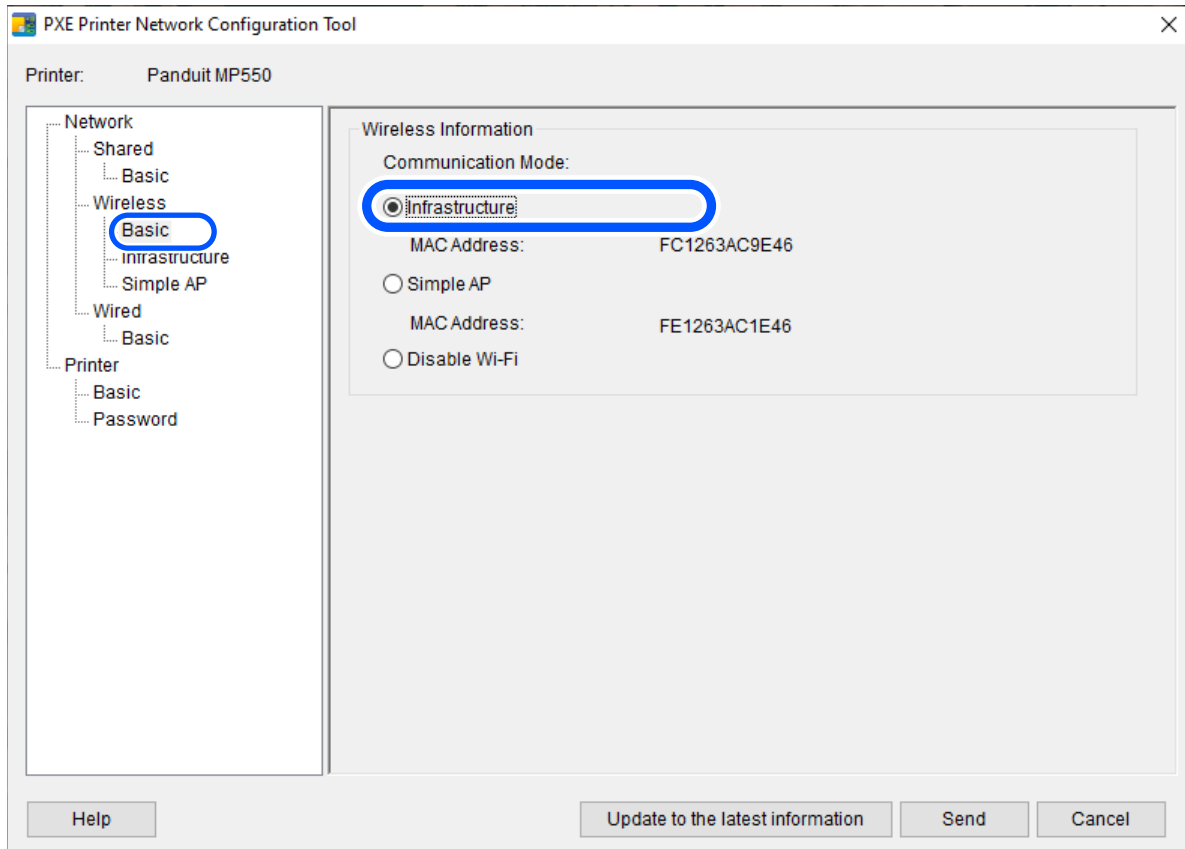 PXE Printer Network Configuration Tool
Printer: Panduit MP550
Network
Shared
Basic
Wireless
Basic
Infrastructure
Simple AP
Wired
Basic
Printer
Basic
Password
Wireless Information
Communication Mode:
Infrastructure
MAC Address: FC1263AC9E46
Simple AP
MAC Address: FE1263AC1E46
Disable Wi-Fi
Help Update to the latest information Send Cancel